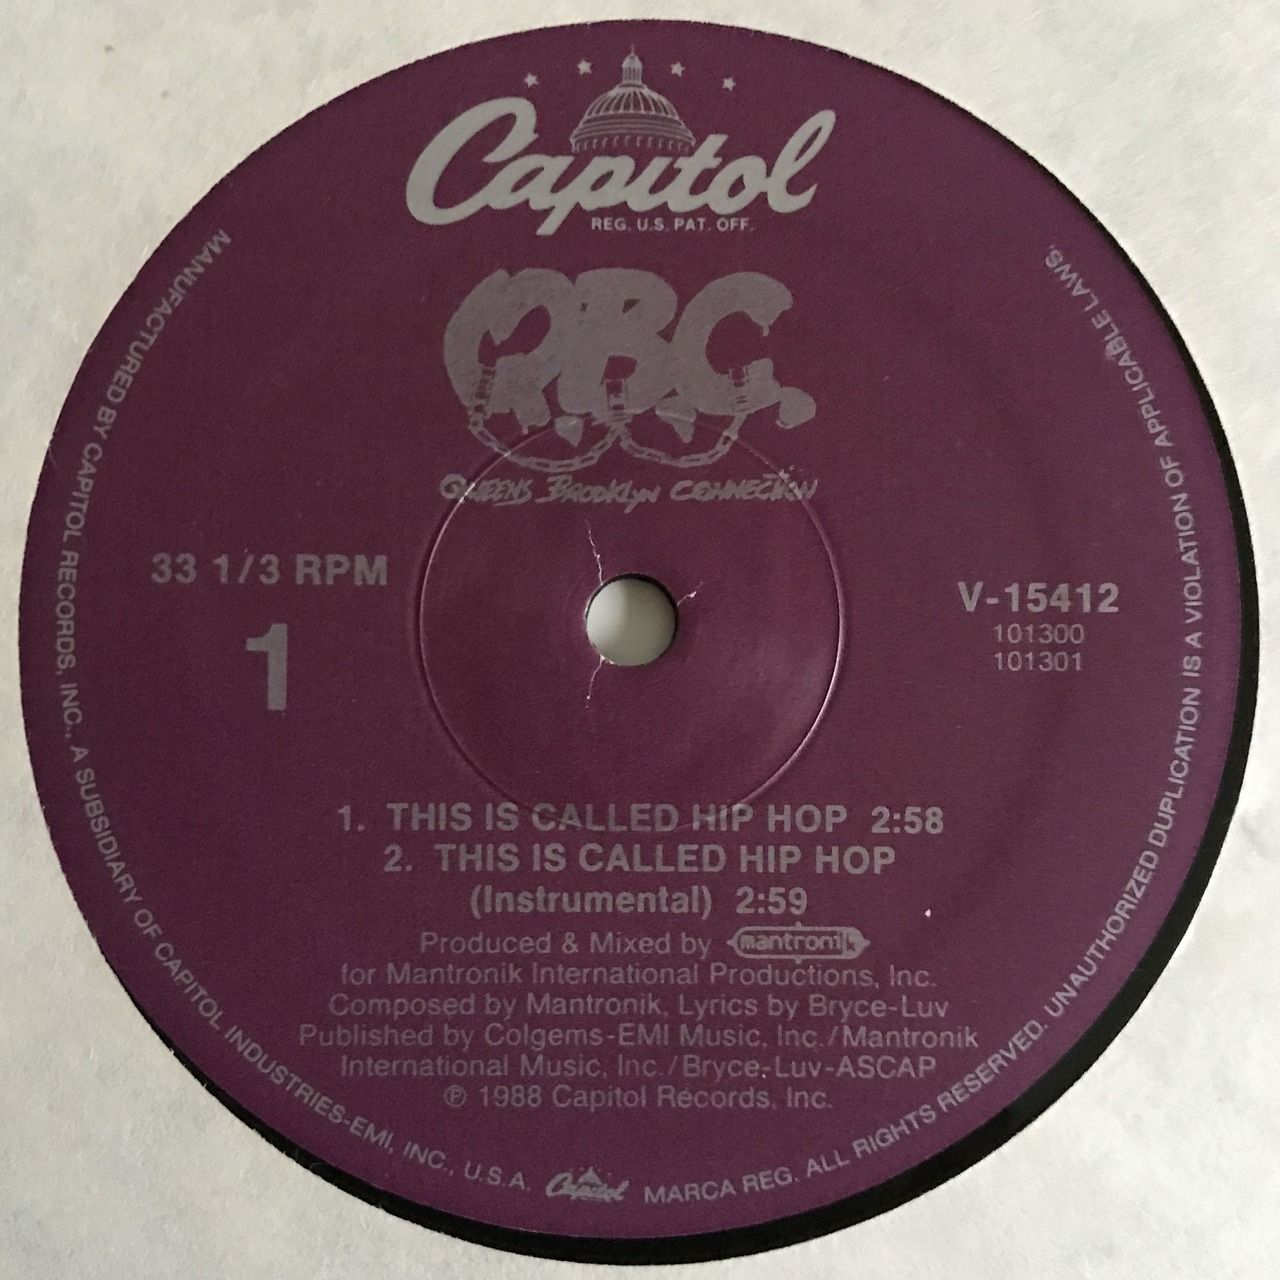 Capitol
REG. U.S. PAT. OFF.
Q.B.C.
QUEENS BROOKLYN CONNECTION
33 1/3 RPM
1
V-15412
101300
101301
1. THIS IS CALLED HIP HOP 2:58
2. THIS IS CALLED HIP HOP
(Instrumental) 2:59
Produced & Mixed by mantronik
for Mantronik International Productions, Inc.
Composed by Mantronik, Lyrics by Bryce-Luv
Published by Colgems-EMI Music, Inc./Mantronik
International Music, Inc./Bryce-Luv-ASCAP
℗ 1988 Capitol Records, Inc.
MANUFACTURED BY CAPITOL RECORDS, INC., A SUBSIDIARY OF CAPITOL INDUSTRIES-EMI, INC., U.S.A. Capitol MARCA REG. ALL RIGHTS RESERVED. UNAUTHORIZED DUPLICATION IS A VIOLATION OF APPLICABLE LAWS.